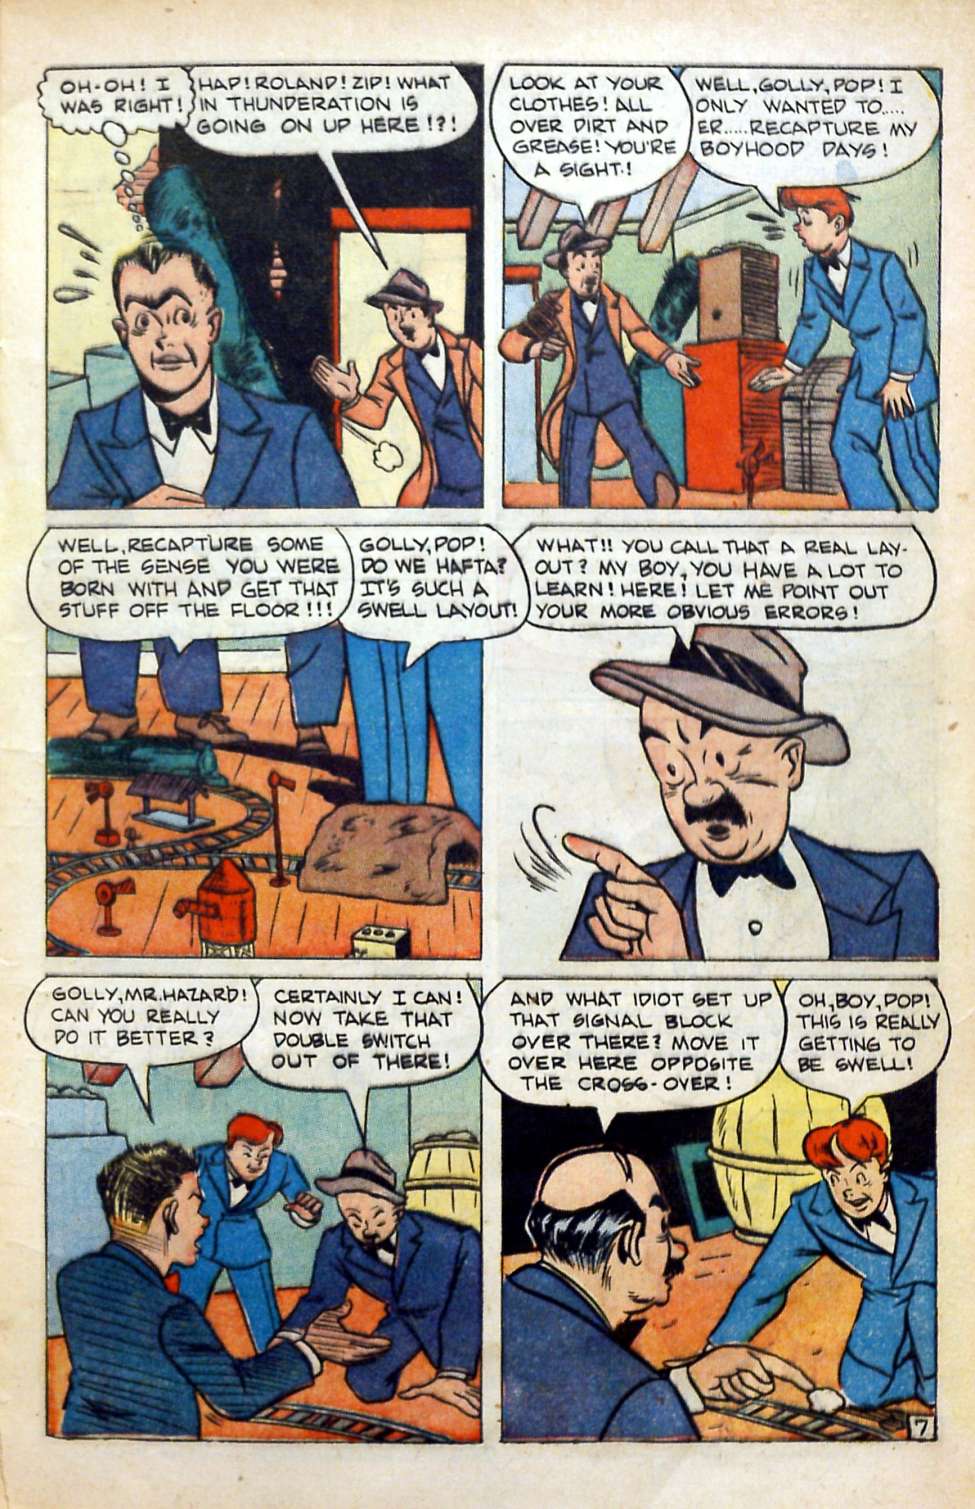 OH-OH! I
WAS RIGHT!
HAP! ROLAND! ZIP! WHAT
IN THUNDERATION IS
GOING ON UP HERE!?!
LOOK AT YOUR
CLOTHES! ALL
OVER DIRT AND
GREASE! YOU'RE
A SIGHT!
WELL, GOLLY, POP! I
ONLY WANTED TO.....
ER.....RECAPTURE MY
BOYHOOD DAYS!
WELL, RECAPTURE SOME
OF THE SENSE YOU WERE
BORN WITH AND GET THAT
STUFF OFF THE FLOOR!!!
GOLLY, POP!
DO WE HAFTA?
IT'S SUCH A
SWELL LAYOUT!
WHAT!! YOU CALL THAT A REAL LAY-
OUT? MY BOY, YOU HAVE A LOT TO
LEARN! HERE! LET ME POINT OUT
YOUR MORE OBVIOUS ERRORS!
GOLLY, MR. HAZARD!
CAN YOU REALLY
DO IT BETTER?
CERTAINLY I CAN!
NOW TAKE THAT
DOUBLE SWITCH
OUT OF THERE!
AND WHAT IDIOT SET UP
THAT SIGNAL BLOCK
OVER THERE? MOVE IT
OVER HERE OPPOSITE
THE CROSS-OVER!
OH, BOY, POP!
THIS IS REALLY
GETTING TO
BE SWELL!
7